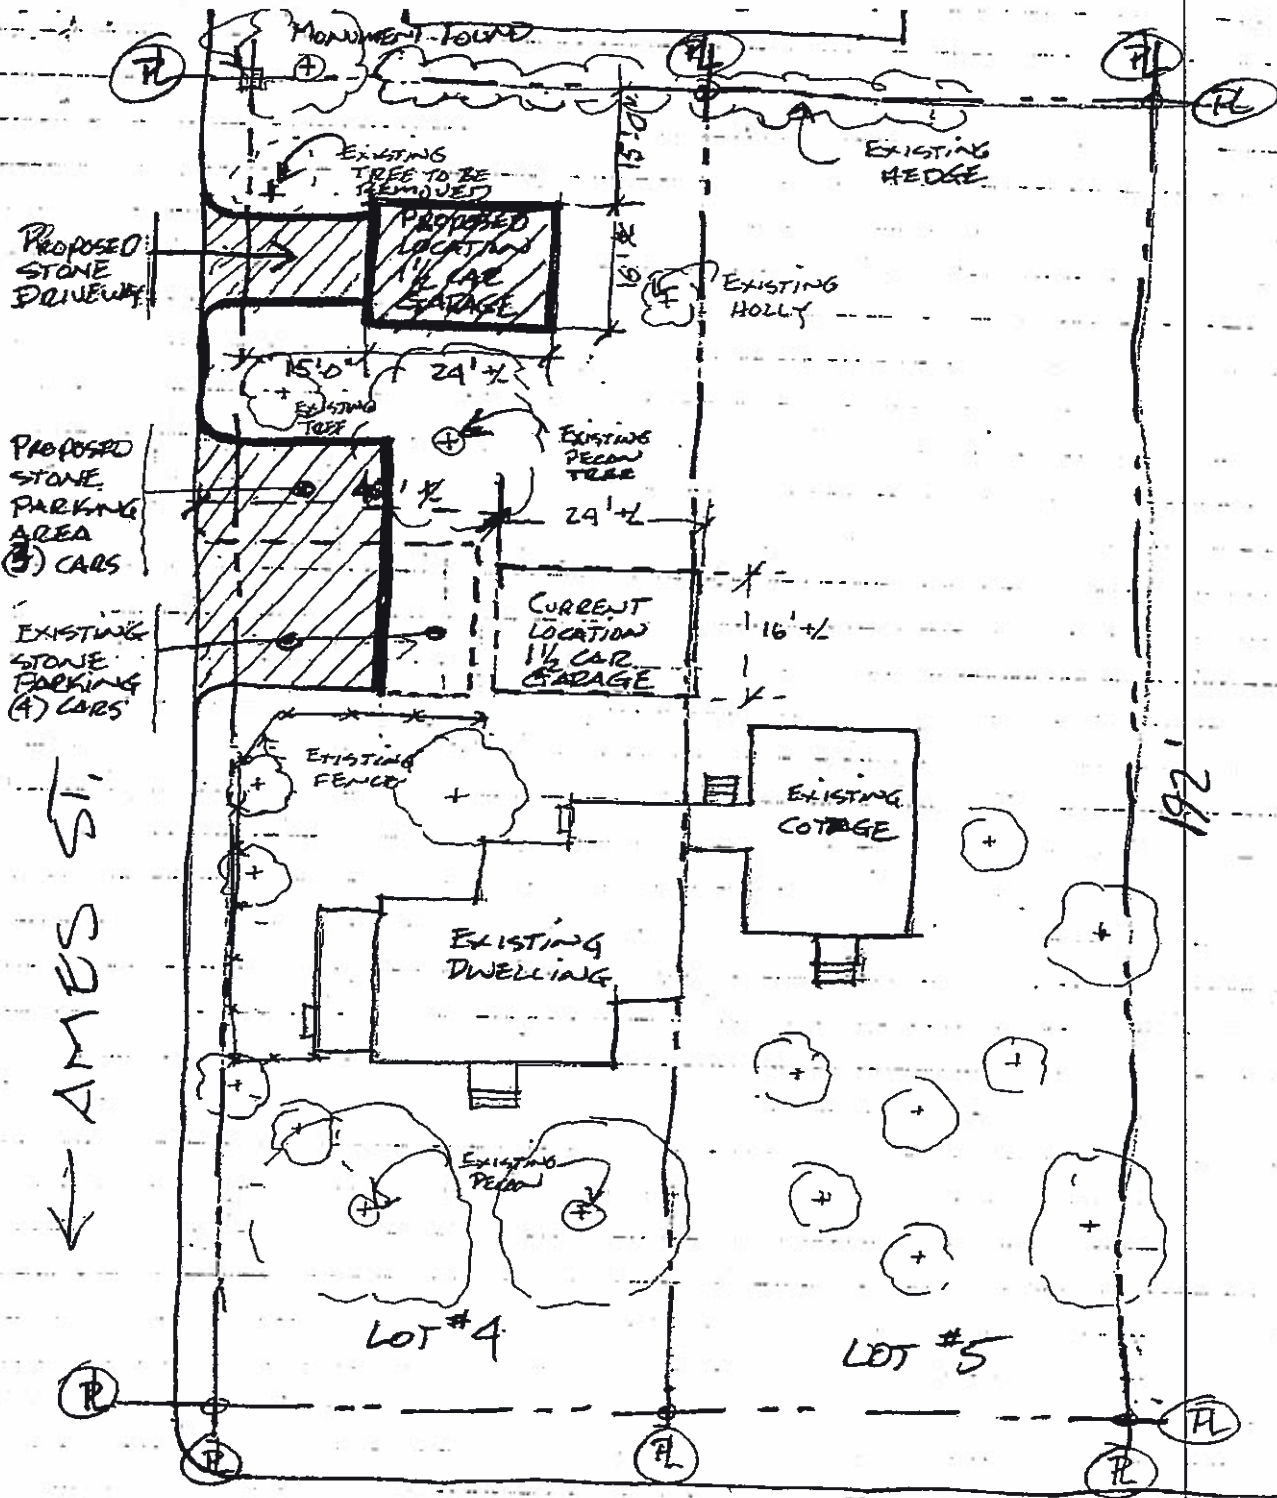 MONUMENT FOUND
PL
PL
PL
PL
15'-0"
EXISTING
TREE TO BE
REMOVED
EXISTING
HEDGE
PROPOSED
STONE
DRIVEWAY
PROPOSED
LOCATION
1½ CAR
GARAGE
16' ±
EXISTING
HOLLY
15'0"
24' +/-
EXISTING
TREE
PROPOSED
STONE
PARKING
AREA
(3) CARS
EXISTING
PECAN
TREE
24' +/-
EXISTING
STONE
PARKING
(4) CARS
CURRENT
LOCATION
1½ CAR
GARAGE
16' +/-
EXISTING
FENCE
EXISTING
COTTAGE
192'
AMES ST.
EXISTING
DWELLING
EXISTING
PECAN
LOT #4
LOT #5
PL
PL
PL
PL
PL